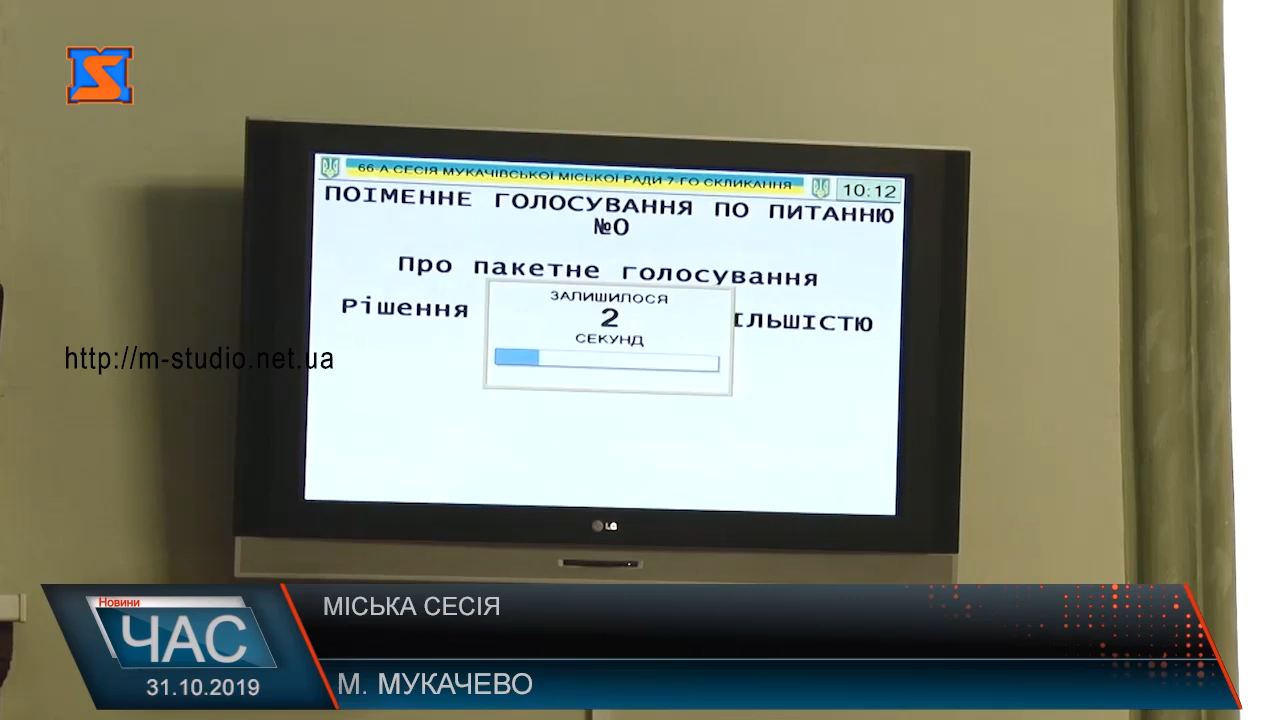 66-А СЕСІЯ МУКАЧІВСЬКОЇ МІСЬКОЇ РАДИ 7-ГО СКЛИКАННЯ
10:12
ПОІМЕННЕ ГОЛОСУВАННЯ ПО ПИТАННЮ
№0
Про пакетне голосування
ЗАЛИШИЛОСЯ
2
СЕКУНД
Рішення ІЛЬШІСТЮ
http://m-studio.net.ua
LG
Новини
ЧАС
31.10.2019
МІСЬКА СЕСІЯ
М. МУКАЧЕВО